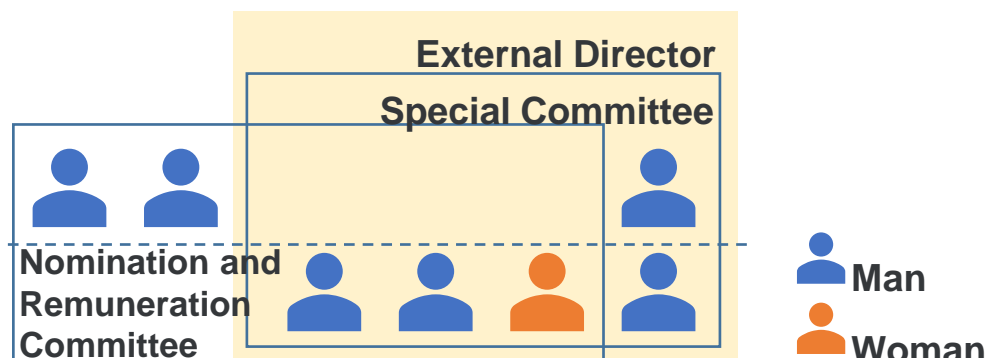 External Director
Special Committee
Nomination and
Remuneration
Committee
Man
Woman